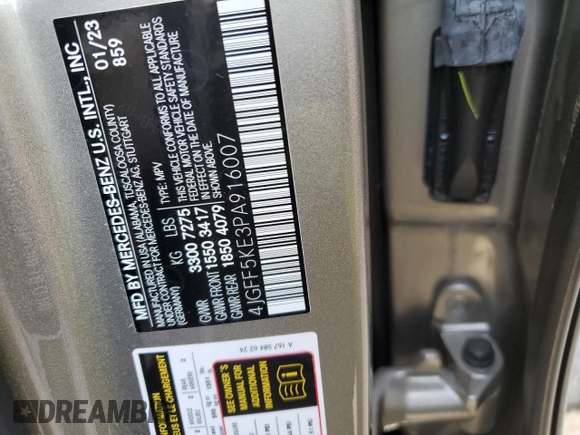 MFD BY MERCEDES-BENZ U.S. INTL., INC
FORMED IN USA (ALABAMA, TUSCALOOSA COUNTY)
UNDER CONTRACT FOR MERCEDES-BENZ AG, STUTTGART
GERMANY)
01/23
859
KG LBS TYPE: MPV
GVWR 3300 7275
GAWR FRONT 1550 3417
GAWR REAR 1850 4079
THIS VEHICLE CONFORMS TO ALL APPLICABLE
FEDERAL MOTOR VEHICLE SAFETY STANDARDS
IN EFFECT ON THE DATE OF MANUFACTURE
SHOWN ABOVE.
4JGFF5KE3PA916007
A 167 584 62 24
SEE OWNER'S
MANUAL FOR
ADDITIONAL
INFORMATION